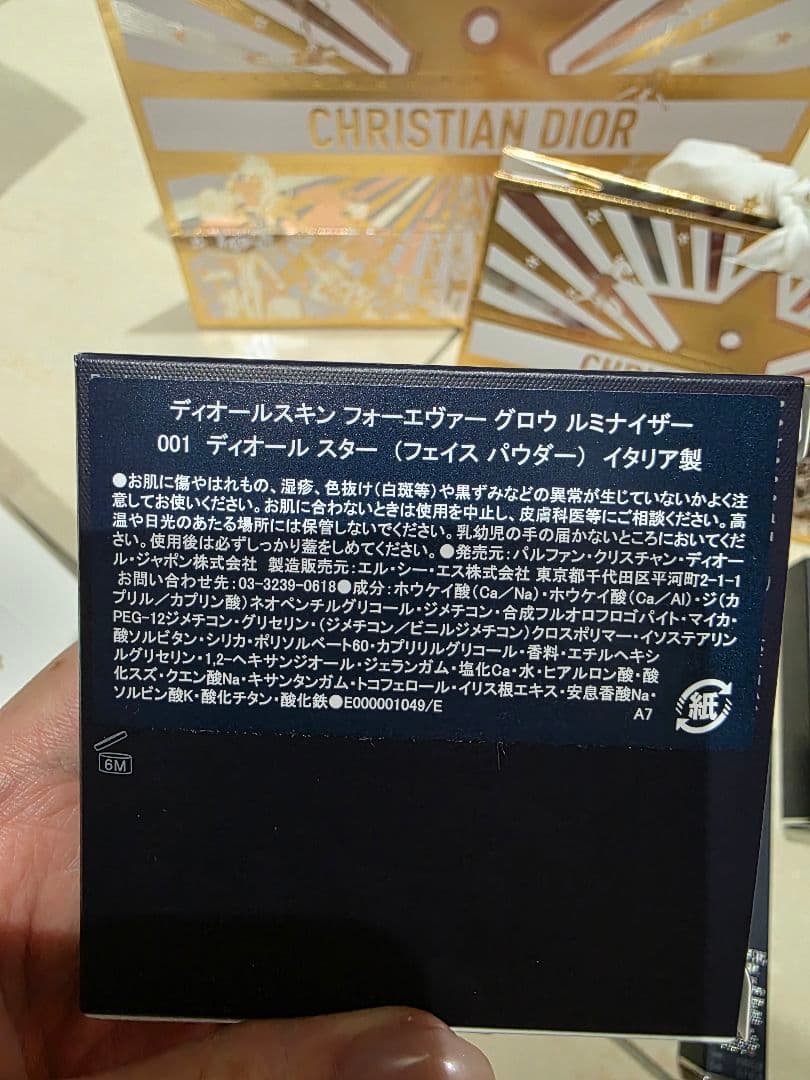 CHRISTIAN DIOR
ディオールスキン フォーエヴァー グロウ ルミナイザー
001 ディオール スター (フェイス パウダー) イタリア製
●お肌に傷やはれもの、湿疹、色抜け(白斑等)や黒ずみなどの異常が生じていないかよく注
意してお使いください。お肌に合わないときは使用を中止し、皮膚科医等にご相談ください。高
温や日光のあたる場所には保管しないでください。乳幼児の手の届かないところにおいてくだ
さい。使用後は必ずしっかり蓋をしめてください。●発売元:パルファン・クリスチャン・ディオー
ル・ジャポン株式会社 製造販売元:エル・シー・エス株式会社 東京都千代田区平河町2-1-1
お問い合わせ先:03-3239-0618●成分:ホウケイ酸(Ca/Na)・ホウケイ酸(Ca/Al)・ジ(カ
プリル/カプリン酸)ネオペンチルグリコール・ジメチコン・合成フルオロフロゴパイト・マイカ・
PEG-12ジメチコン・グリセリン・(ジメチコン/ビニルジメチコン)クロスポリマー・イソステアリン
酸ソルビタン・シリカ・ポリソルベート60・カプリリルグリコール・香料・エチルヘキシ
ルグリセリン・1,2-ヘキサンジオール・ジェランガム・塩化Ca・水・ヒアルロン酸・酸
化スズ・クエン酸Na・キサンタンガム・トコフェロール・イリス根エキス・安息香酸Na・
ソルビン酸K・酸化チタン・酸化鉄●E000001049/E
A7
紙
6M